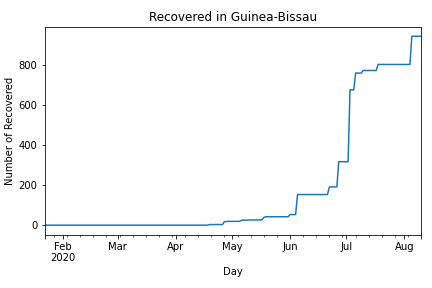 Recovered in Guinea-Bissau
Number of Recovered
800
600
400
200
0
Feb
2020
Mar
Apr
May
Jun
Jul
Aug
Day